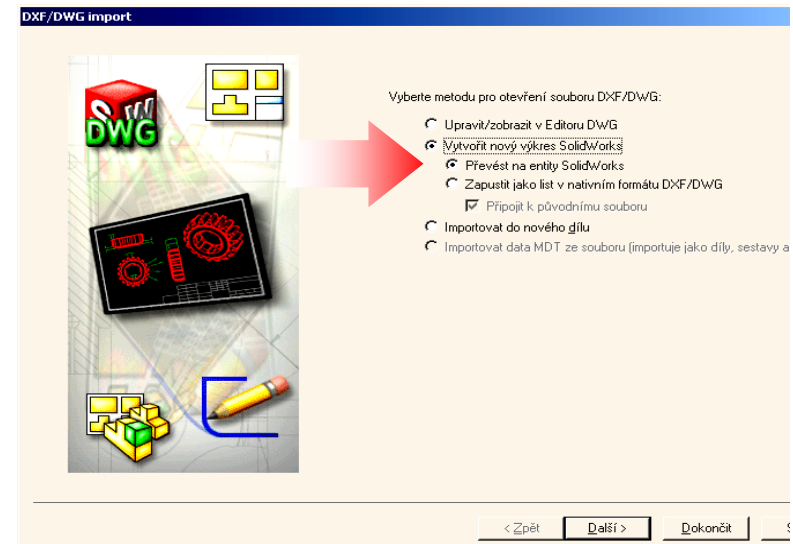 DXF/DWG import
SW
DWG
Vyberte metodu pro otevření souboru DXF/DWG:
Upravit/zobrazit v Editoru DWG
Vytvořit nový výkres SolidWorks
Převést na entity SolidWorks
Zapustit jako list v nativním formátu DXF/DWG
Připojit k původnímu souboru
Importovat do nového dílu
Importovat data MDT ze souboru (importuje jako díly, sestavy a
< Zpět
Další >
Dokončit